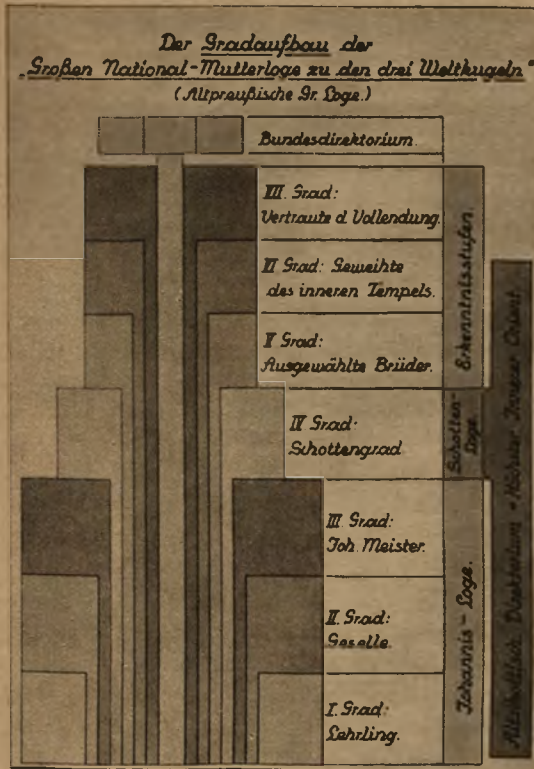 Der Gradaufbau der
„Großen National-Mutterloge zu den drei Weltkugeln“
(Altpreußische Gr. Loge.)
Bundesdirektorium.
VII. Grad:
Vertraute d. Vollendung.
VI Grad: Geweihte
des inneren Tempels.
V Grad:
Ausgewählte Brüder.
IV Grad:
Schottengrad
III. Grad:
Joh. Meister.
II. Grad:
Geselle
I. Grad:
Lehrling.
Erkenntnisstufen.
Schotten-
Loge.
Johannis-Loge.
Direktorium - Innerer Orient